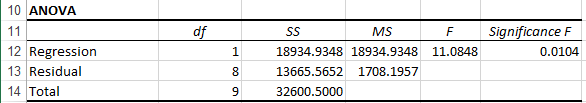 10 ANOVA
11 df SS MS F Significance F
12 Regression 1 18934.9348 18934.9348 11.0848 0.0104
13 Residual 8 13665.5652 1708.1957
14 Total 9 32600.5000